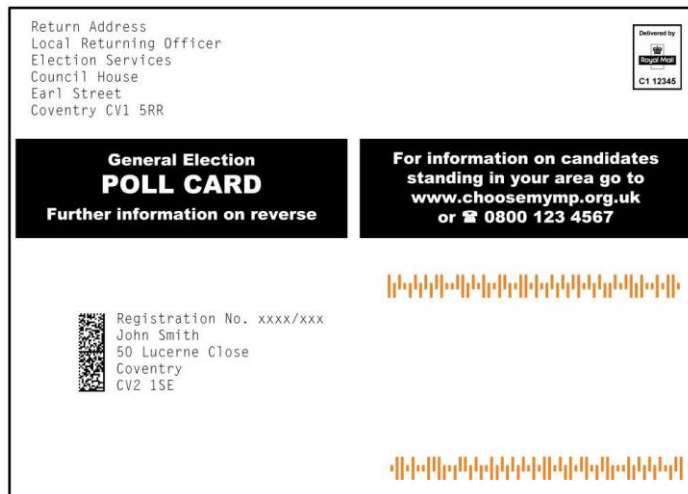 Return Address
Local Returning Officer
Election Services
Council House
Earl Street
Coventry CV1 5RR
Delivered by
Royal Mail
C1 12345
General Election
POLL CARD
Further information on reverse
For information on candidates
standing in your area go to
www.choosemymp.org.uk
or ☎ 0800 123 4567
Registration No. xxxx/xxx
John Smith
50 Lucerne Close
Coventry
CV2 1SE